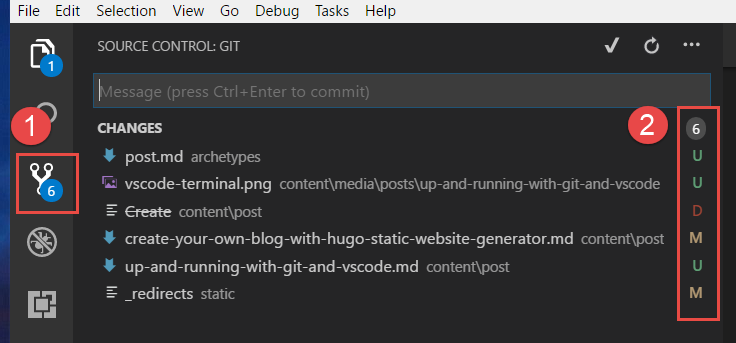 File Edit Selection View Go Debug Tasks Help
SOURCE CONTROL: GIT
1
Message (press Ctrl+Enter to commit)
1
2
CHANGES 6
post.md archetypes U
vscode-terminal.png content\media\posts\up-and-running-with-git-and-vscode U
6
Create content\post D
create-your-own-blog-with-hugo-static-website-generator.md content\post M
up-and-running-with-git-and-vscode.md content\post U
_redirects static M